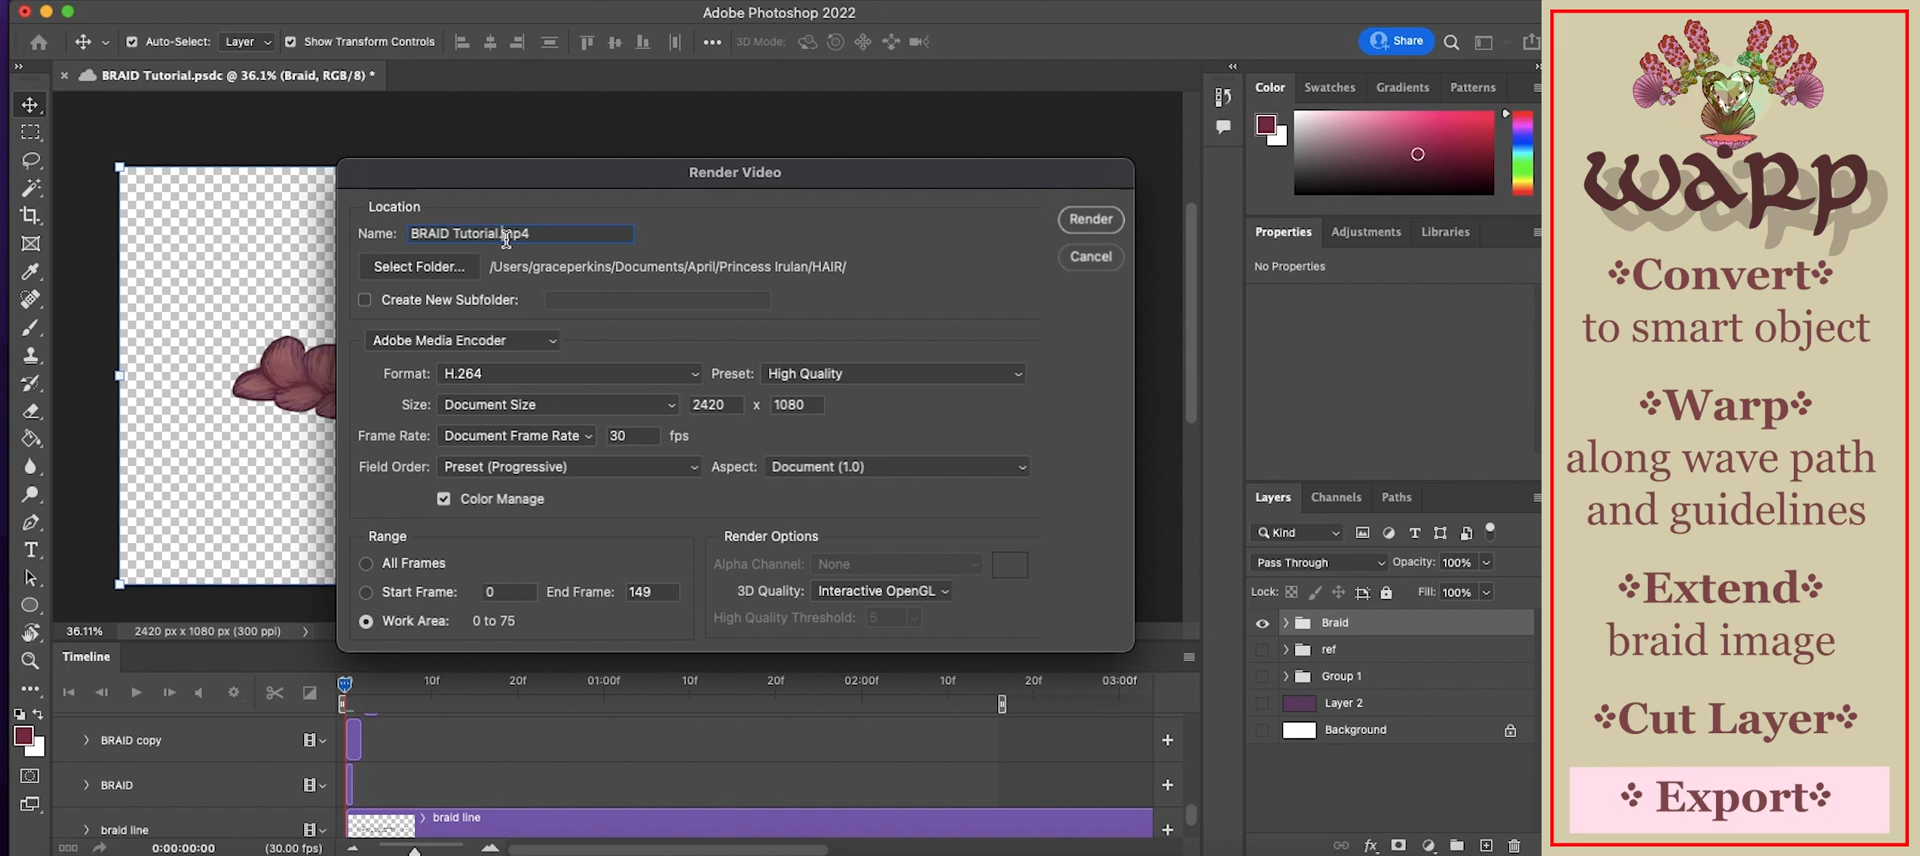 Adobe Photoshop 2022
Auto-Select:
Layer
Show Transform Controls
3D Mode:
Share
BRAID Tutorial.psdc @ 36.1% (Braid, RGB/8) *
Render Video
Location
Name: BRAID Tutorial.mp4
Render
Select Folder... /Users/graceperkins/Documents/April/Princess Irulan/HAIR/
Cancel
Create New Subfolder:
Adobe Media Encoder
Format: H.264 Preset: High Quality
Size: Document Size 2420 x 1080
Frame Rate: Document Frame Rate 30 fps
Field Order: Preset (Progressive) Aspect: Document (1.0)
Color Manage
Range
All Frames
Start Frame: 0 End Frame: 149
Work Area: 0 to 75
Render Options
Alpha Channel: None
3D Quality: Interactive OpenGL
High Quality Threshold: 5
36.11% 2420 px x 1080 px (300 ppi)
Timeline
10f 20f 01:00f 10f 20f 02:00f 10f 20f 03:00f
BRAID copy
BRAID
braid line
braid line
0:00:00:00 (30.00 fps)
Color Swatches Gradients Patterns
Properties Adjustments Libraries
No Properties
Layers Channels Paths
Kind
Pass Through Opacity: 100%
Lock: Fill: 100%
Braid
ref
Group 1
Layer 2
Background
fx
warp
Convert
to smart object
Warp
along wave path
and guidelines
Extend
braid image
Cut Layer
Export